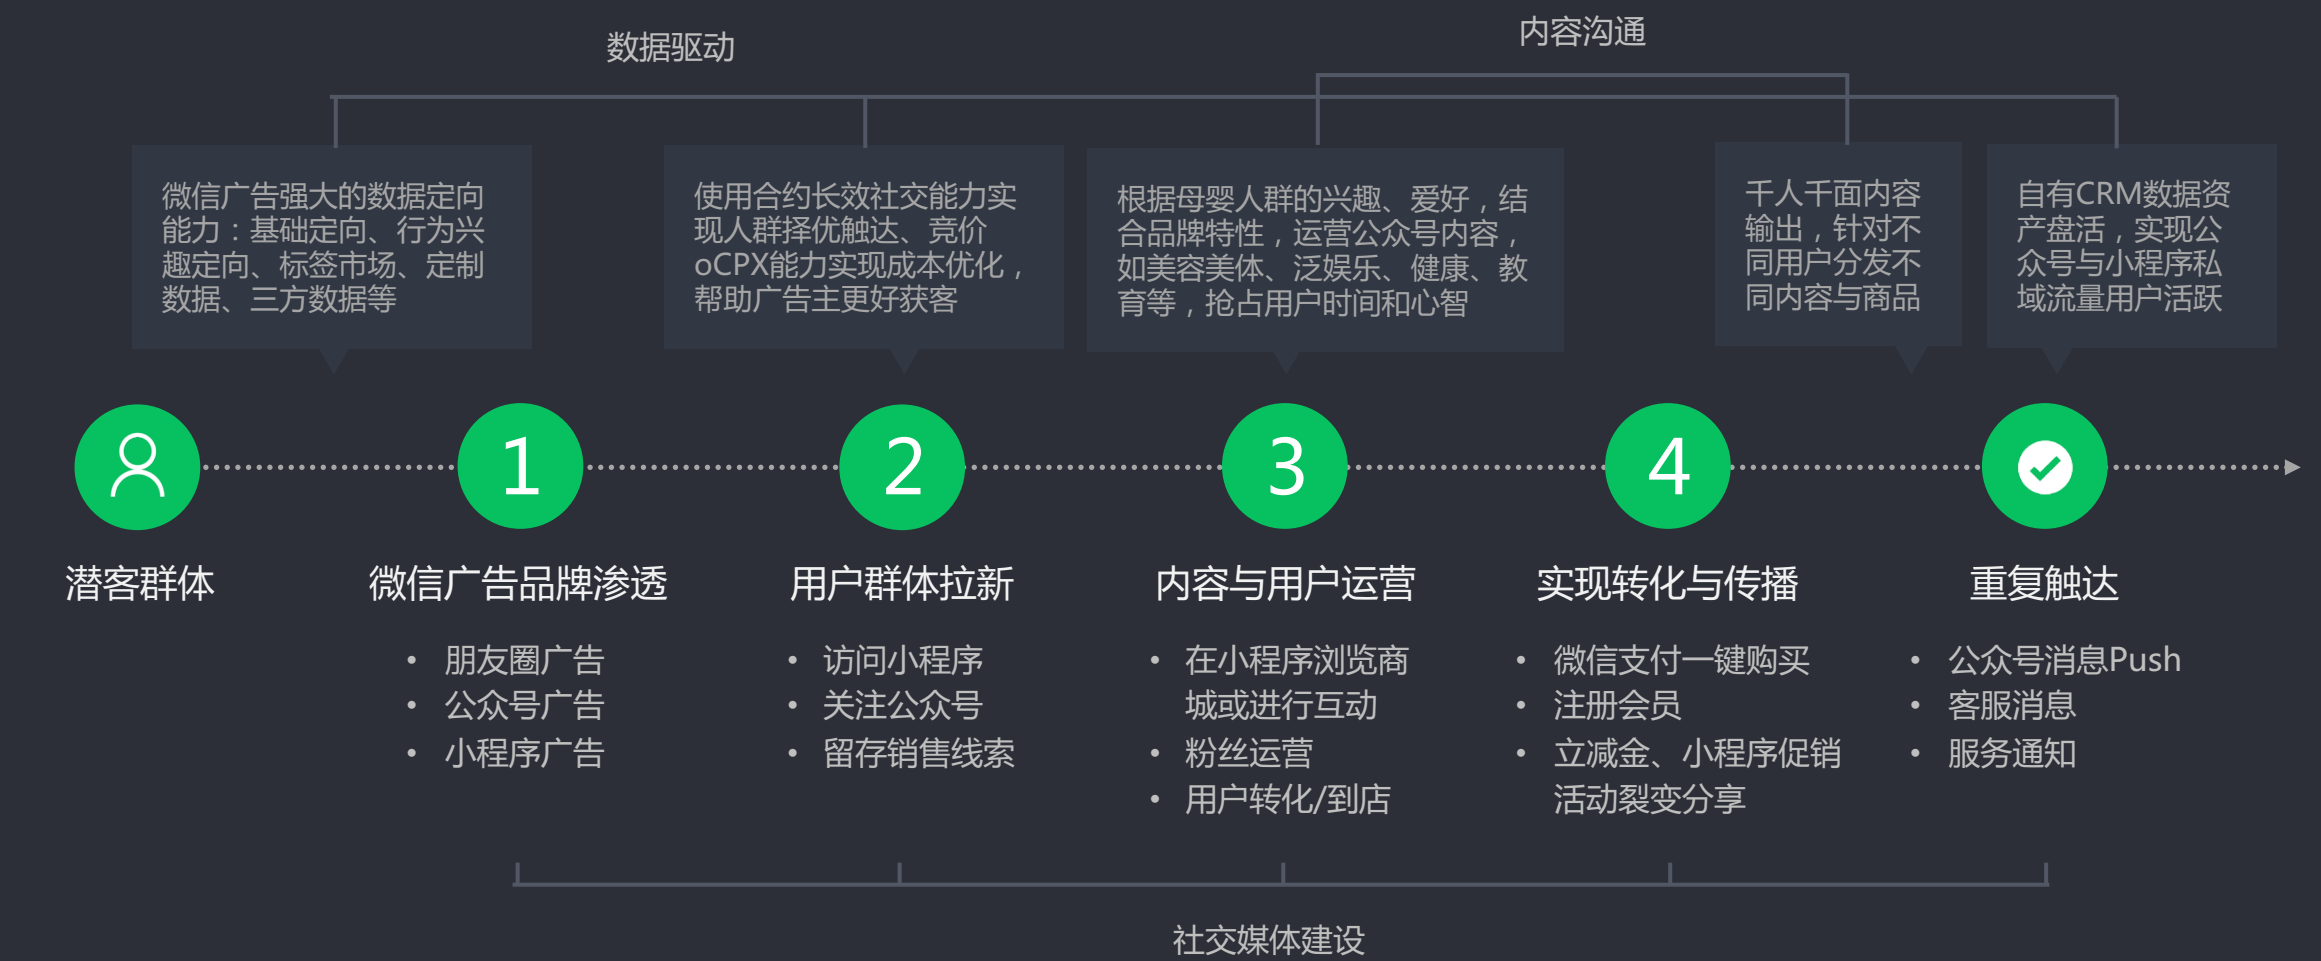 数据驱动
内容沟通
微信广告强大的数据定向
能力：基础定向、行为兴
趣定向、标签市场、定制
数据、三方数据等
使用合约长效社交能力实
现人群择优触达、竞价
oCPX能力实现成本优化，
帮助广告主更好获客
根据母婴人群的兴趣、爱好，结
合品牌特性，运营公众号内容，
如美容美体、泛娱乐、健康、教
育等，抢占用户时间和心智
千人千面内容
输出，针对不
同用户分发不
同内容与商品
自有CRM数据资
产盘活，实现公
众号与小程序私
域流量用户活跃
1
2
3
4
潜客群体
微信广告品牌渗透
• 朋友圈广告
• 公众号广告
• 小程序广告
用户群体拉新
• 访问小程序
• 关注公众号
• 留存销售线索
内容与用户运营
• 在小程序浏览商
城或进行互动
• 粉丝运营
• 用户转化/到店
实现转化与传播
• 微信支付一键购买
• 注册会员
• 立减金、小程序促销
活动裂变分享
重复触达
• 公众号消息Push
• 客服消息
• 服务通知
社交媒体建设